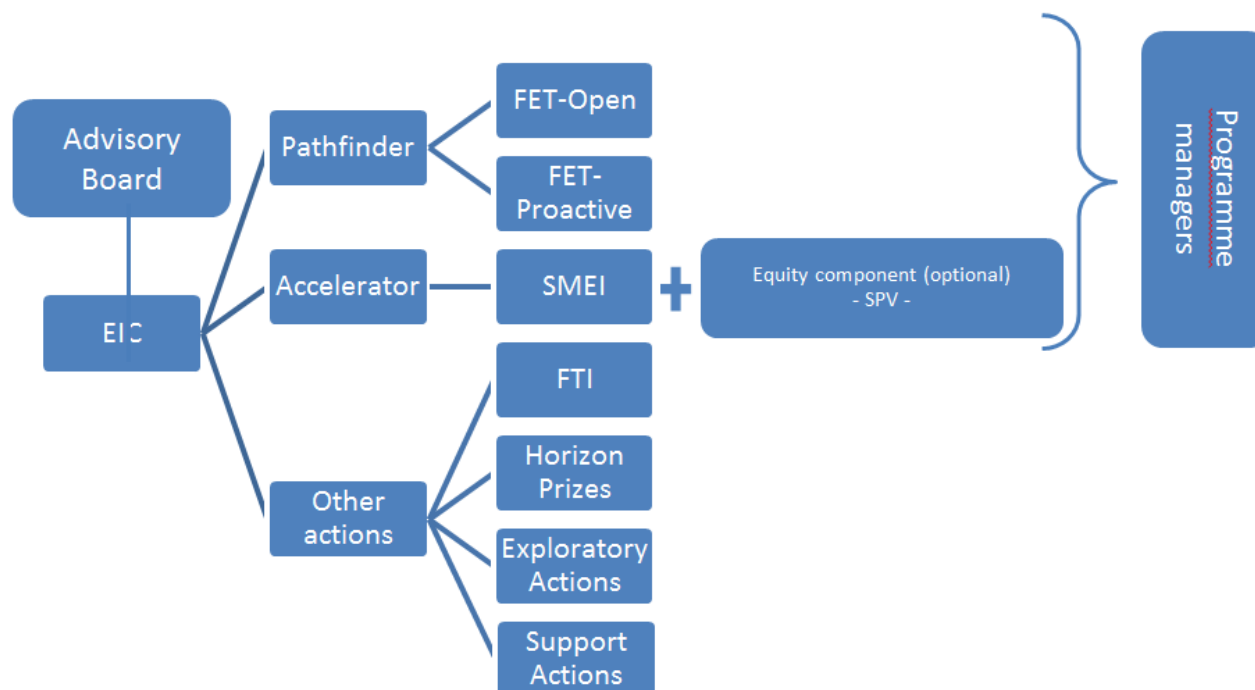 Advisory
Board
EIC
Pathfinder
Accelerator
Other
actions
FET-Open
FET-
Proactive
SMEI
FTI
Horizon
Prizes
Exploratory
Actions
Support
Actions
Equity component (optional)
- SPV -
Programme
managers